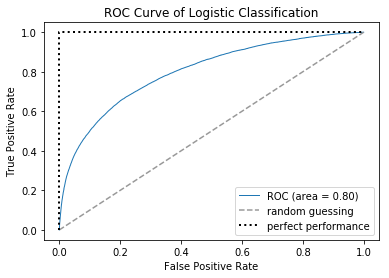 ROC Curve of Logistic Classification
True Positive Rate
1.0
0.8
0.6
0.4
0.2
0.0
ROC (area = 0.80)
random guessing
perfect performance
0.0 0.2 0.4 0.6 0.8 1.0
False Positive Rate